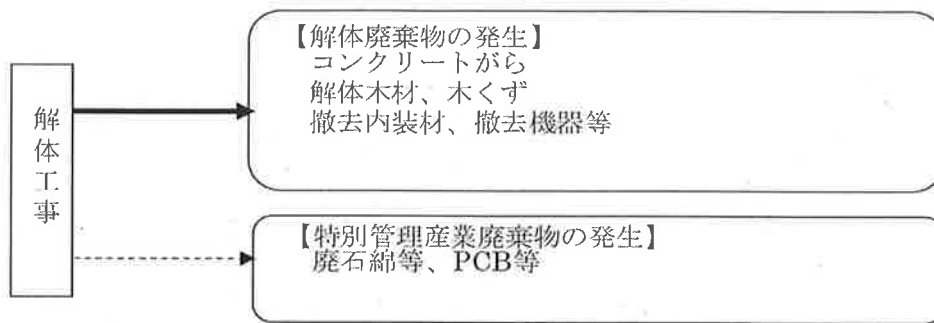 解体工事
【解体廃棄物の発生】
コンクリートがら
解体木材、木くず
撤去内装材、撤去機器等
【特別管理産業廃棄物の発生】
廃石綿等、PCB等